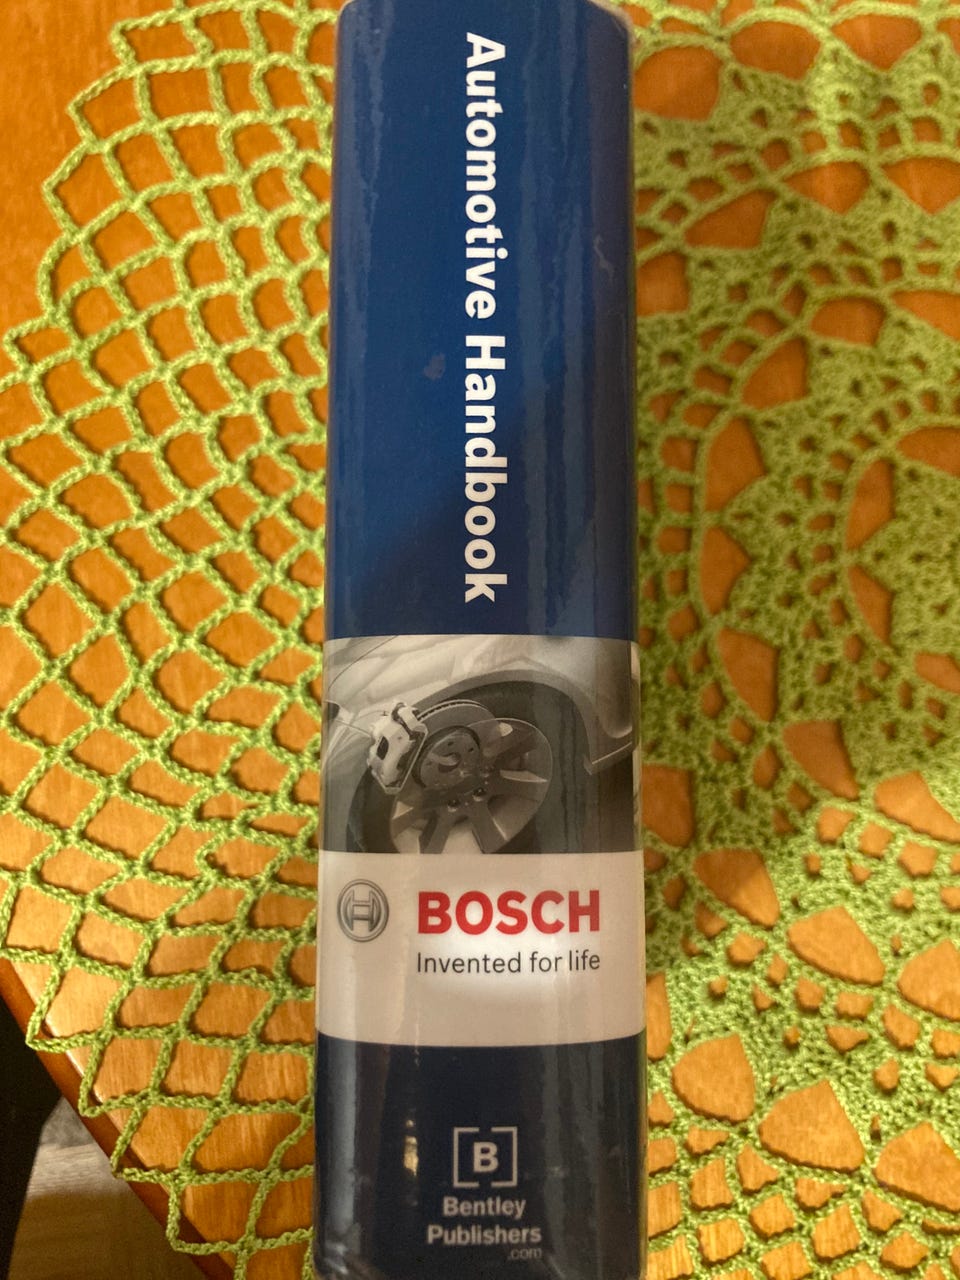 Automotive Handbook
BOSCH
Invented for life
B
Bentley
Publishers
.com